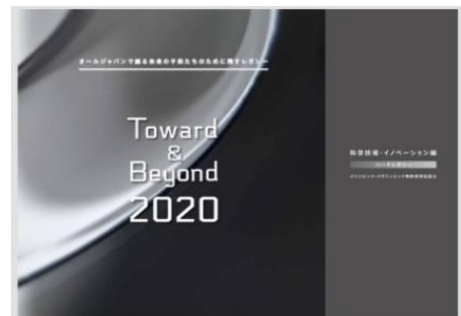 オールジャパンで創る未来の子供たちのために残すレガシー
Toward
&
Beyond
2020
科学技術・イノベーション編